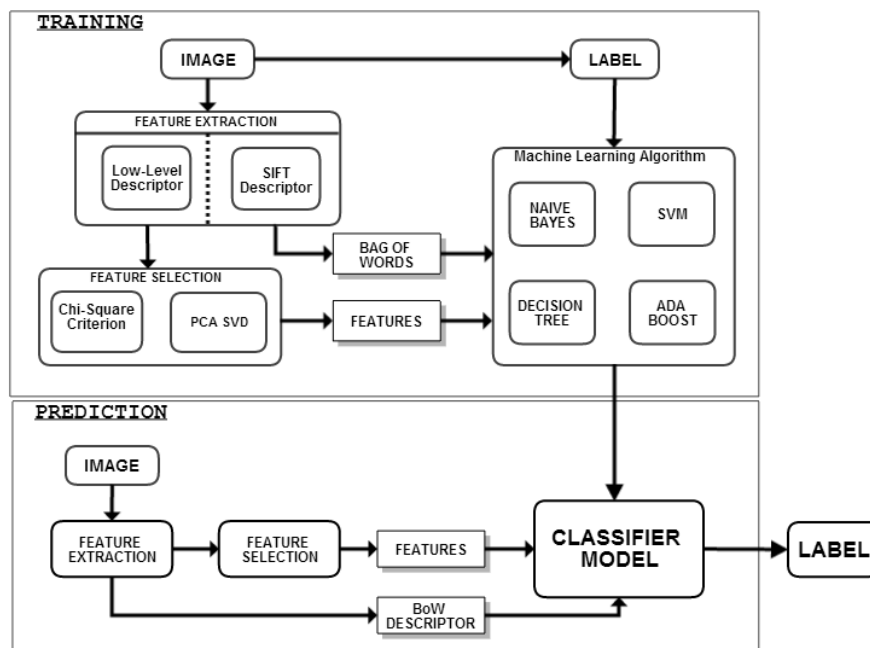 TRAINING
IMAGE
LABEL
FEATURE EXTRACTION
Low-Level
Descriptor
SIFT
Descriptor
Machine Learning Algorithm
NAIVE
BAYES
SVM
DECISION
TREE
ADA
BOOST
BAG OF
WORDS
FEATURE SELECTION
Chi-Square
Criterion
PCA SVD
FEATURES
PREDICTION
IMAGE
FEATURE
EXTRACTION
FEATURE
SELECTION
FEATURES
BoW
DESCRIPTOR
CLASSIFIER
MODEL
LABEL